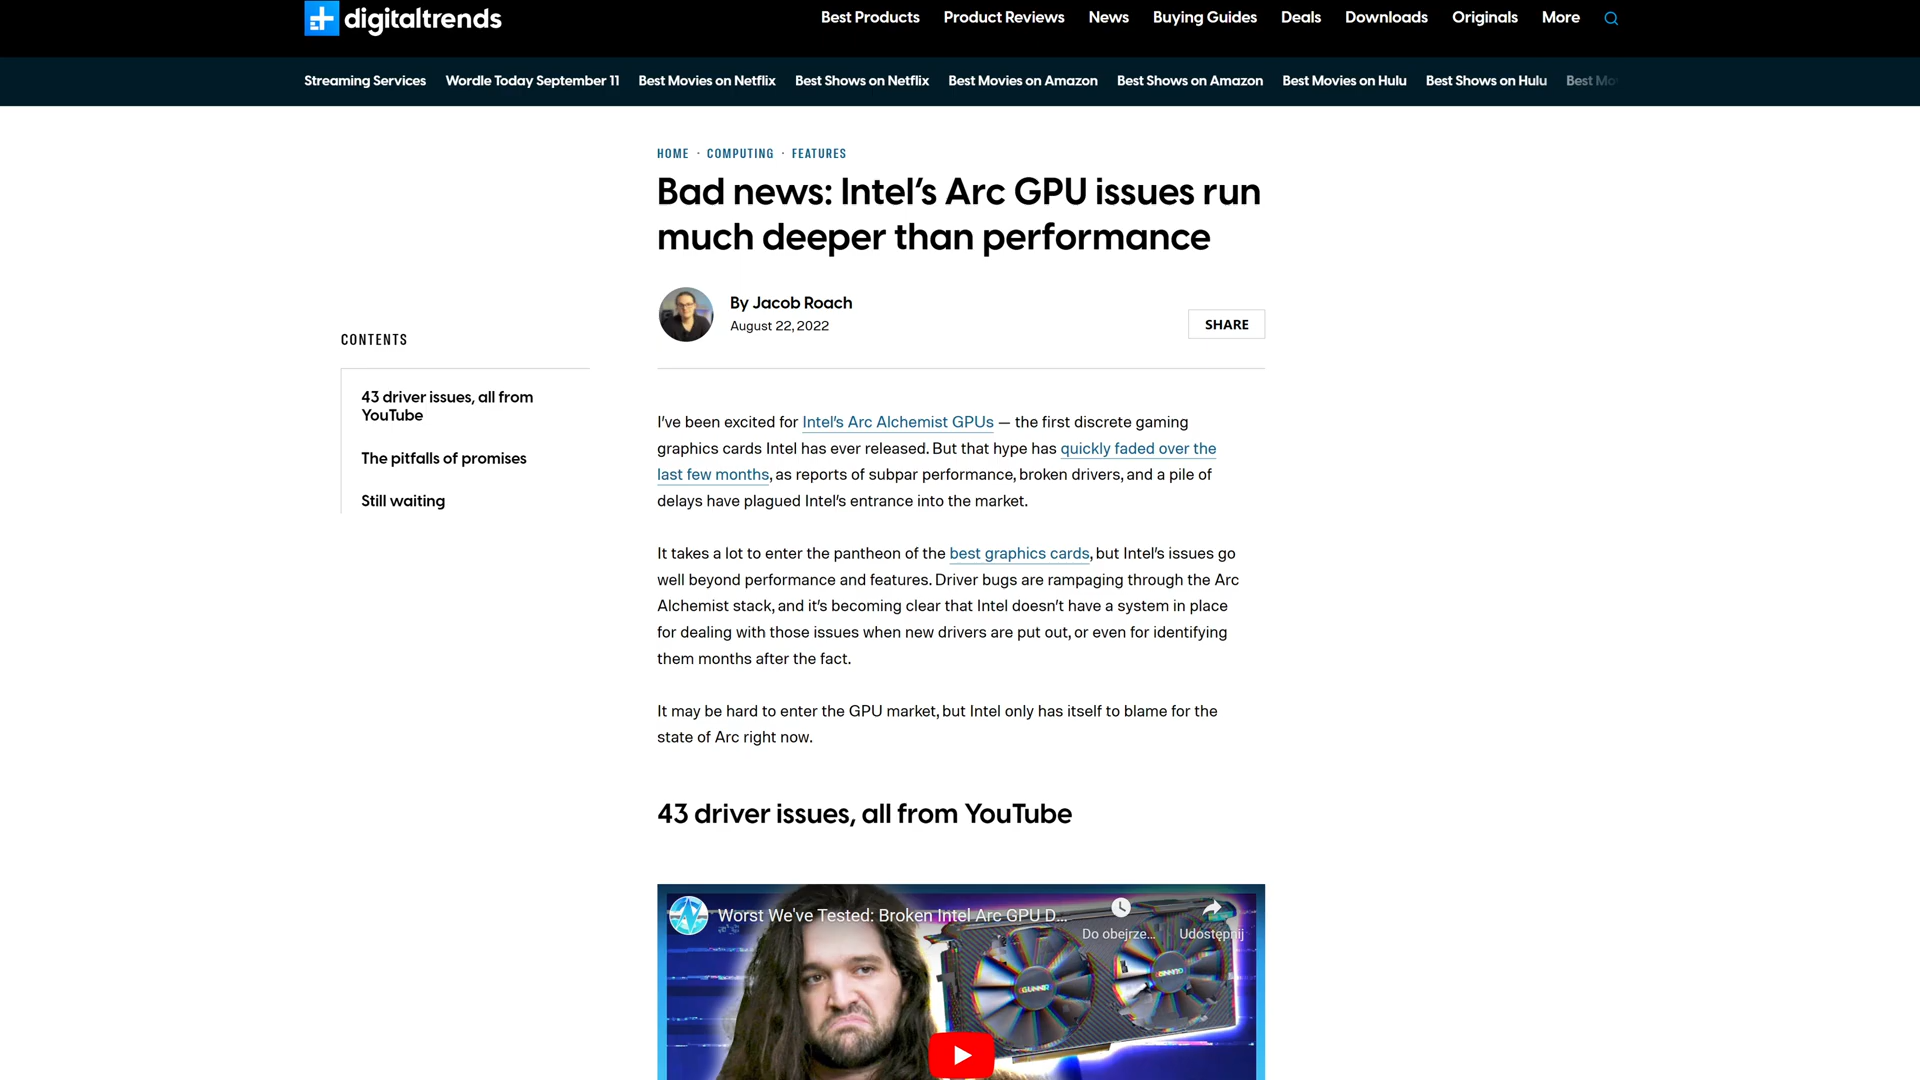 digitaltrends
Best Products Product Reviews News Buying Guides Deals Downloads Originals More
Streaming Services Wordle Today September 11 Best Movies on Netflix Best Shows on Netflix Best Movies on Amazon Best Shows on Amazon Best Movies on Hulu Best Shows on Hulu Best Mo
HOME · COMPUTING · FEATURES
Bad news: Intel’s Arc GPU issues run
much deeper than performance
By Jacob Roach
August 22, 2022
SHARE
CONTENTS
43 driver issues, all from
YouTube
The pitfalls of promises
Still waiting
I’ve been excited for Intel’s Arc Alchemist GPUs — the first discrete gaming
graphics cards Intel has ever released. But that hype has quickly faded over the
last few months, as reports of subpar performance, broken drivers, and a pile of
delays have plagued Intel’s entrance into the market.
It takes a lot to enter the pantheon of the best graphics cards, but Intel’s issues go
well beyond performance and features. Driver bugs are rampaging through the Arc
Alchemist stack, and it’s becoming clear that Intel doesn’t have a system in place
for dealing with those issues when new drivers are put out, or even for identifying
them months after the fact.
It may be hard to enter the GPU market, but Intel only has itself to blame for the
state of Arc right now.
43 driver issues, all from YouTube
Worst We've Tested: Broken Intel Arc GPU D...
Do obejrze...
Udostępnij
GUNNIR
GUNNIR